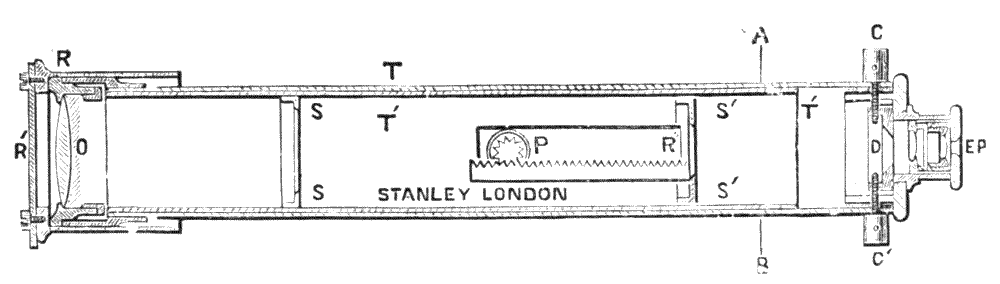 A C
R T
S T' S' T'
R' O P R' D EP
S STANLEY LONDON S'
B C'